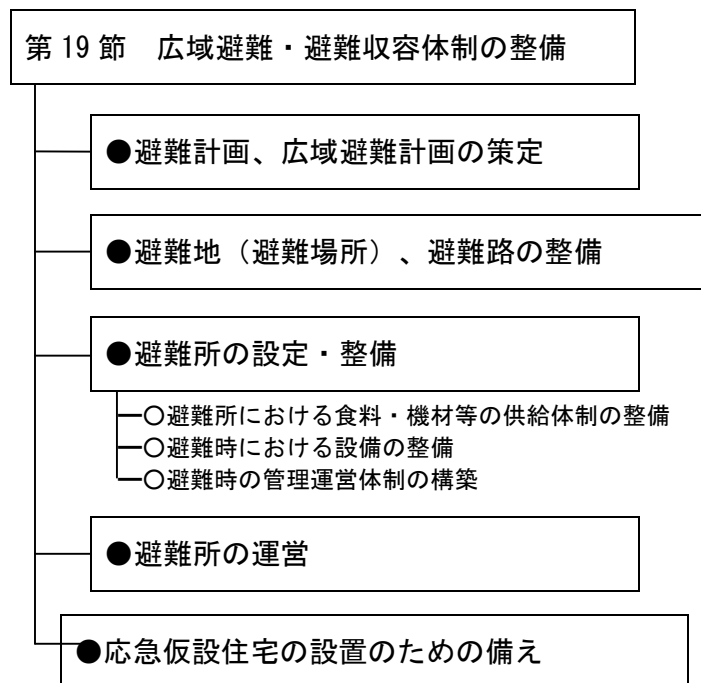 第 19 節　広域避難・避難収容体制の整備
●避難計画、広域避難計画の策定
●避難地（避難場所）、避難路の整備
●避難所の設定・整備
○避難所における食料・機材等の供給体制の整備
○避難時における設備の整備
○避難時の管理運営体制の構築
●避難所の運営
●応急仮設住宅の設置のための備え